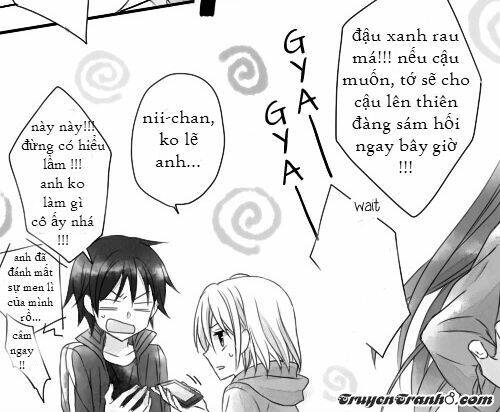 đậu xanh rau
má!!! nếu cậu
muốn, tớ sẽ cho
cậu lên thiên
đàng sám hối
ngay bây giờ
!!!
GYA
GYA
wait
nii-chan,
ko lẽ
anh...
này này!!!
đừng có hiểu
lầm !!!
anh ko
làm gì
cô ấy nhá
!!!
anh đã
đánh mất
sự men lì
của mình
rồ...
câm
ngay
!!
TruyenTranh8.com